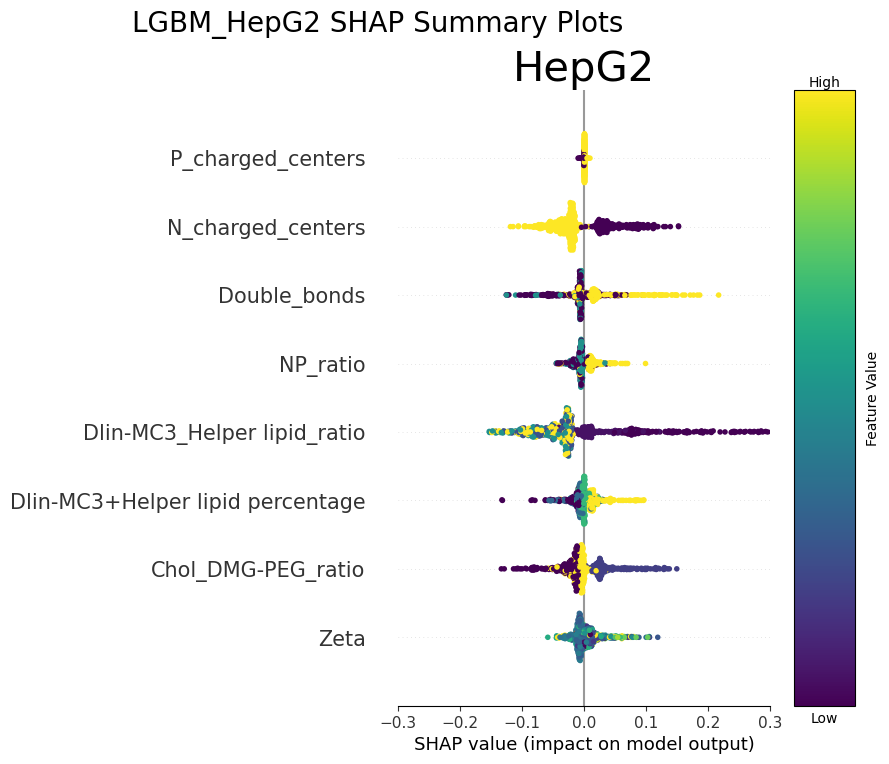 LGBM_HepG2 SHAP Summary Plots
HepG2
High
P_charged_centers
N_charged_centers
Double_bonds
NP_ratio
Dlin-MC3_Helper lipid_ratio
Dlin-MC3+Helper lipid percentage
Chol_DMG-PEG_ratio
Zeta
Feature Value
Low
−0.3 −0.2 −0.1 0.0 0.1 0.2 0.3
SHAP value (impact on model output)